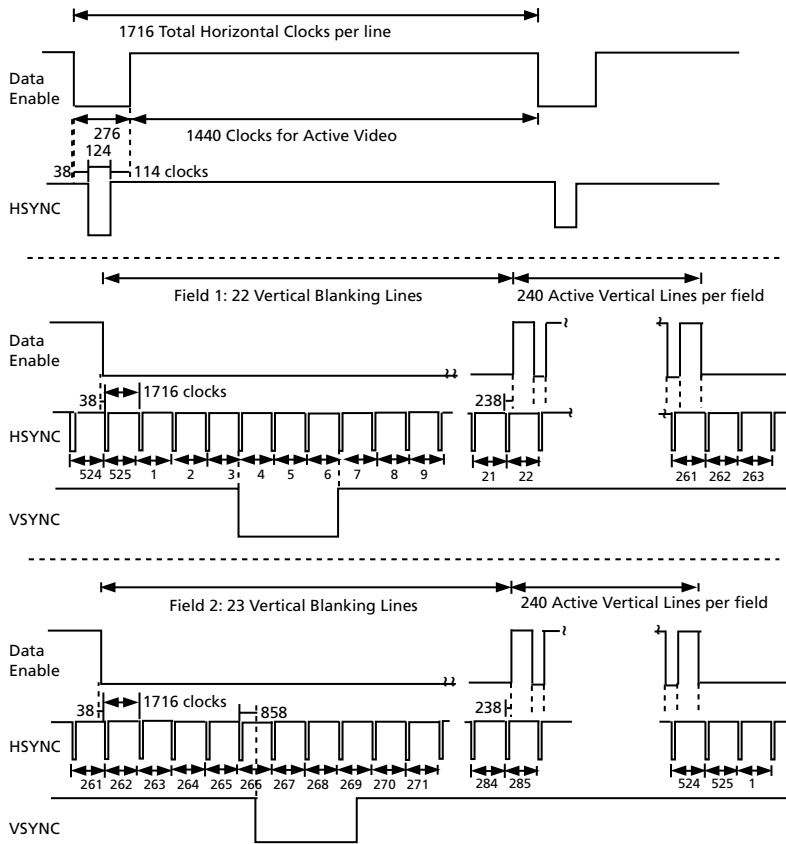 1716 Total Horizontal Clocks per line
Data
Enable
276
1440 Clocks for Active Video
124
38
114 clocks
HSYNC
Field 1: 22 Vertical Blanking Lines
240 Active Vertical Lines per field
Data
Enable
1716 clocks
38
238
HSYNC
524 525 1 2 3 4 5 6 7 8 9 21 22 261 262 263
VSYNC
Field 2: 23 Vertical Blanking Lines
240 Active Vertical Lines per field
Data
Enable
1716 clocks
38
858
238
HSYNC
261 262 263 264 265 266 267 268 269 270 271 284 285 524 525 1
VSYNC